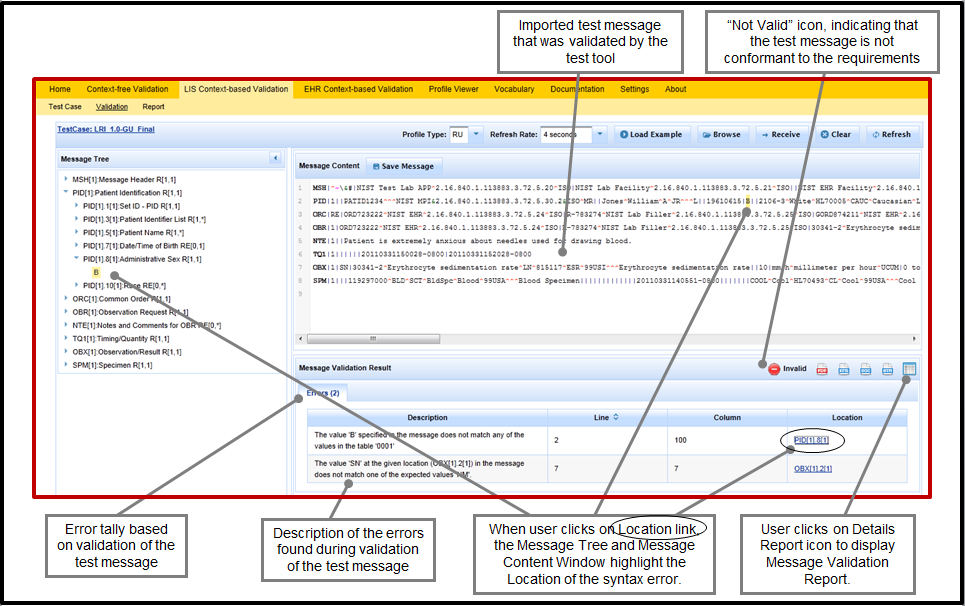 Imported test message
that was validated by the
test tool
“Not Valid” icon, indicating that
the test message is not
conformant to the requirements
Home Context-free Validation LIS Context-based Validation EHR Context-based Validation Profile Viewer Vocabulary Documentation Settings About
Test Case Validation Report
TestCase: LRI_1.0-GU_Final
Profile Type: RU Refresh Rate: 4 seconds Load Example Browse Receive Clear Refresh
Message Tree
MSH[1]:Message Header R[1,1]
PID[1]:Patient Identification R[1,1]
PID[1].1[1]:Set ID - PID R[1,1]
PID[1].3[1]:Patient Identifier List R[1,*]
PID[1].5[1]:Patient Name R[1,*]
PID[1].7[1]:Date/Time of Birth RE[0,1]
PID[1].8[1]:Administrative Sex R[1,1]
B
PID[1].10[1]:Race RE[0,*]
ORC[1]:Common Order R[1,1]
OBR[1]:Observation Request R[1,1]
NTE[1]:Notes and Comments for OBR RE[0,*]
TQ1[1]:Timing/Quantity R[1,1]
OBX[1]:Observation/Result R[1,1]
SPM[1]:Specimen R[1,1]
Message Content Save Message
1 MSH|^~\&#|NIST Test Lab APP^2.16.840.1.113883.3.72.5.20^ISO|NIST Lab Facility^2.16.840.1.113883.3.72.5.21^ISO||NIST EHR Facility^2.16.840.1
2 PID|1||PATID1234^^^NIST MPI&2.16.840.1.113883.3.72.5.30.2&ISO^MR||Jones^William^A^JR^^^L||19610615|B||2106-3^White^HL70005^CAUC^Caucasian^L
3 ORC|RE|ORD723222^NIST EHR^2.16.840.1.113883.3.72.5.24^ISO|R-783274^NIST Lab Filler^2.16.840.1.113883.3.72.5.25^ISO|GORD874211^NIST EHR^2.16
4 OBR|1|ORD723222^NIST EHR^2.16.840.1.113883.3.72.5.24^ISO|R-783274^NIST Lab Filler^2.16.840.1.113883.3.72.5.25^ISO|30341-2^Erythrocyte sedim
5 NTE|1||Patient is extremely anxious about needles used for drawing blood.
6 TQ1|1||||||20110331150028-0800|20110331152028-0800
7 OBX|1|SN|30341-2^Erythrocyte sedimentation rate^LN^815117^ESR^99USI^^^Erythrocyte sedimentation rate||10|mm/h^millimeter per hour^UCUM|0 to
8 SPM|1|||119297000^BLD^SCT^BldSpc^Blood^99USA^^^Blood Specimen|||||||||||||20110331140551-0800|||||||COOL^Cool^HL70493^CL^Cool^99USA^^^Cool
9
Message Validation Result Invalid
Errors (2)
Description Line Column Location
The value 'B' specified in the message does not match any of the
values in the table '0001' 2 100 PID[1].8[1]
The value 'SN' at the given location (OBX[1].2[1]) in the message
does not match one of the expected values 'NM'. 7 7 OBX[1].2[1]
Error tally based
on validation of the
test message
Description of the errors
found during validation
of the test message
When user clicks on Location link,
the Message Tree and Message
Content Window highlight the
Location of the syntax error.
User clicks on Details
Report icon to display
Message Validation
Report.